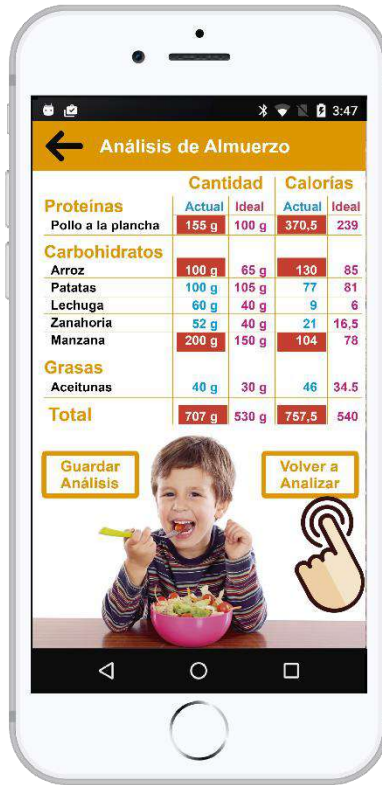 3:47
Análisis de Almuerzo
Cantidad Calorías
Proteínas Actual Ideal Actual Ideal
Pollo a la plancha 155 g 100 g 370,5 239
Carbohidratos
Arroz 100 g 65 g 130 85
Patatas 100 g 105 g 77 81
Lechuga 60 g 40 g 9 6
Zanahoria 52 g 40 g 21 16,5
Manzana 200 g 150 g 104 78
Grasas
Aceitunas 40 g 30 g 46 34.5
Total 707 g 530 g 757,5 540
Guardar Volver a
Análisis Analizar